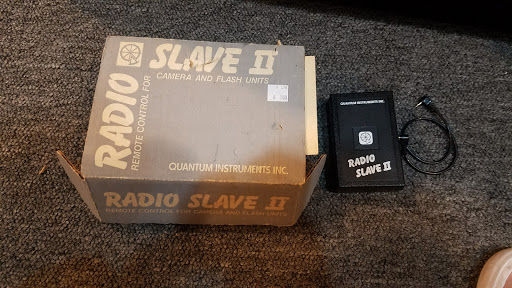 RADIO
SLAVE II
REMOTE CONTROL FOR
CAMERA AND FLASH UNITS
QUANTUM INSTRUMENTS INC.
RADIO SLAVE II
REMOTE CONTROL FOR CAMERA AND FLASH UNITS
QUANTUM INSTRUMENTS INC.
RADIO
SLAVE II